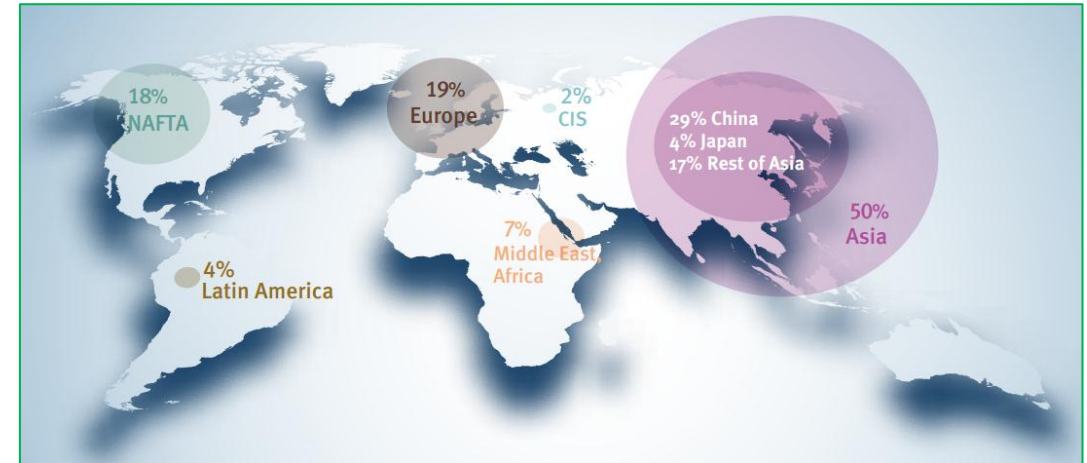 18%
NAFTA
19%
Europe
2%
CIS
29% China
4% Japan
17% Rest of Asia
50%
Asia
7%
Middle East,
Africa
4%
Latin America